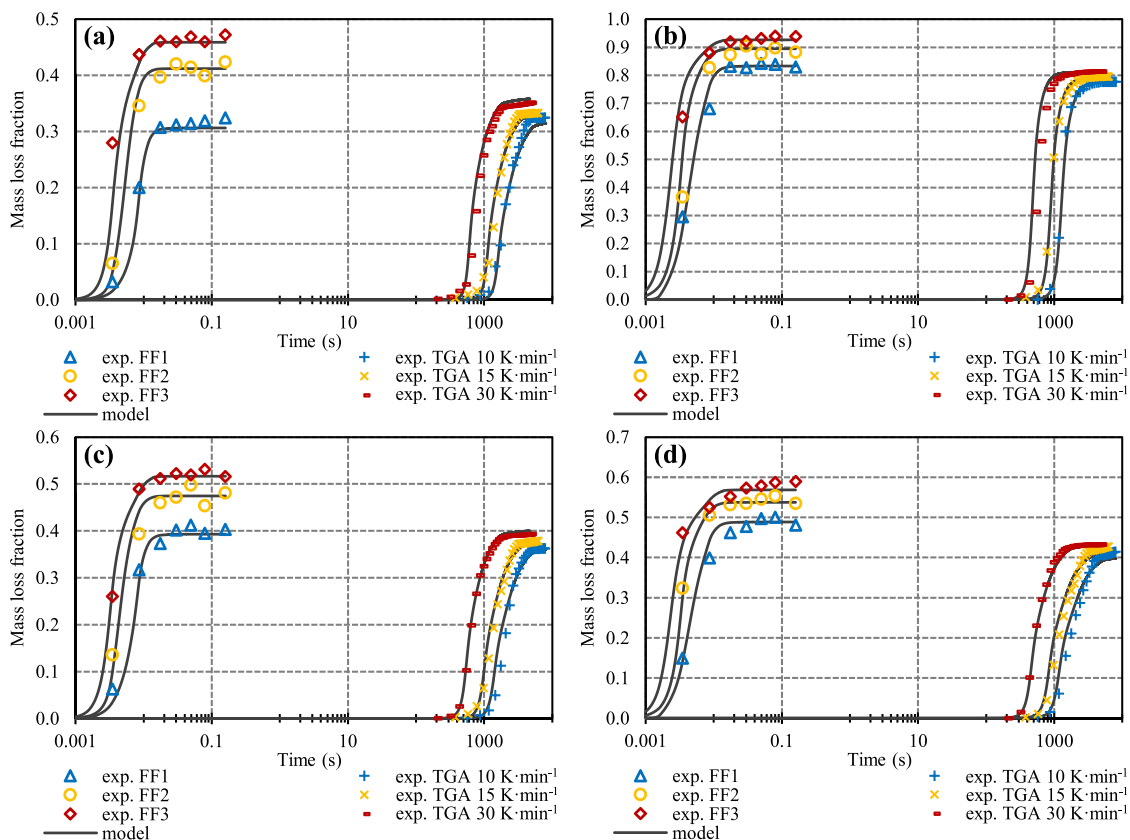 (a)
Mass loss fraction
0.5
0.4
0.3
0.2
0.1
0.0
0.001
0.1
10
1000
Time (s)
exp. FF1
exp. FF2
exp. FF3
model
exp. TGA 10 K·min⁻¹
exp. TGA 15 K·min⁻¹
exp. TGA 30 K·min⁻¹
(b)
Mass loss fraction
1.0
0.9
0.8
0.7
0.6
0.5
0.4
0.3
0.2
0.1
0.0
0.001
0.1
10
1000
Time (s)
exp. FF1
exp. FF2
exp. FF3
model
exp. TGA 10 K·min⁻¹
exp. TGA 15 K·min⁻¹
exp. TGA 30 K·min⁻¹
(c)
Mass loss fraction
0.6
0.5
0.4
0.3
0.2
0.1
0.0
0.001
0.1
10
1000
Time (s)
exp. FF1
exp. FF2
exp. FF3
model
exp. TGA 10 K·min⁻¹
exp. TGA 15 K·min⁻¹
exp. TGA 30 K·min⁻¹
(d)
Mass loss fraction
0.7
0.6
0.5
0.4
0.3
0.2
0.1
0.0
0.001
0.1
10
1000
Time (s)
exp. FF1
exp. FF2
exp. FF3
model
exp. TGA 10 K·min⁻¹
exp. TGA 15 K·min⁻¹
exp. TGA 30 K·min⁻¹